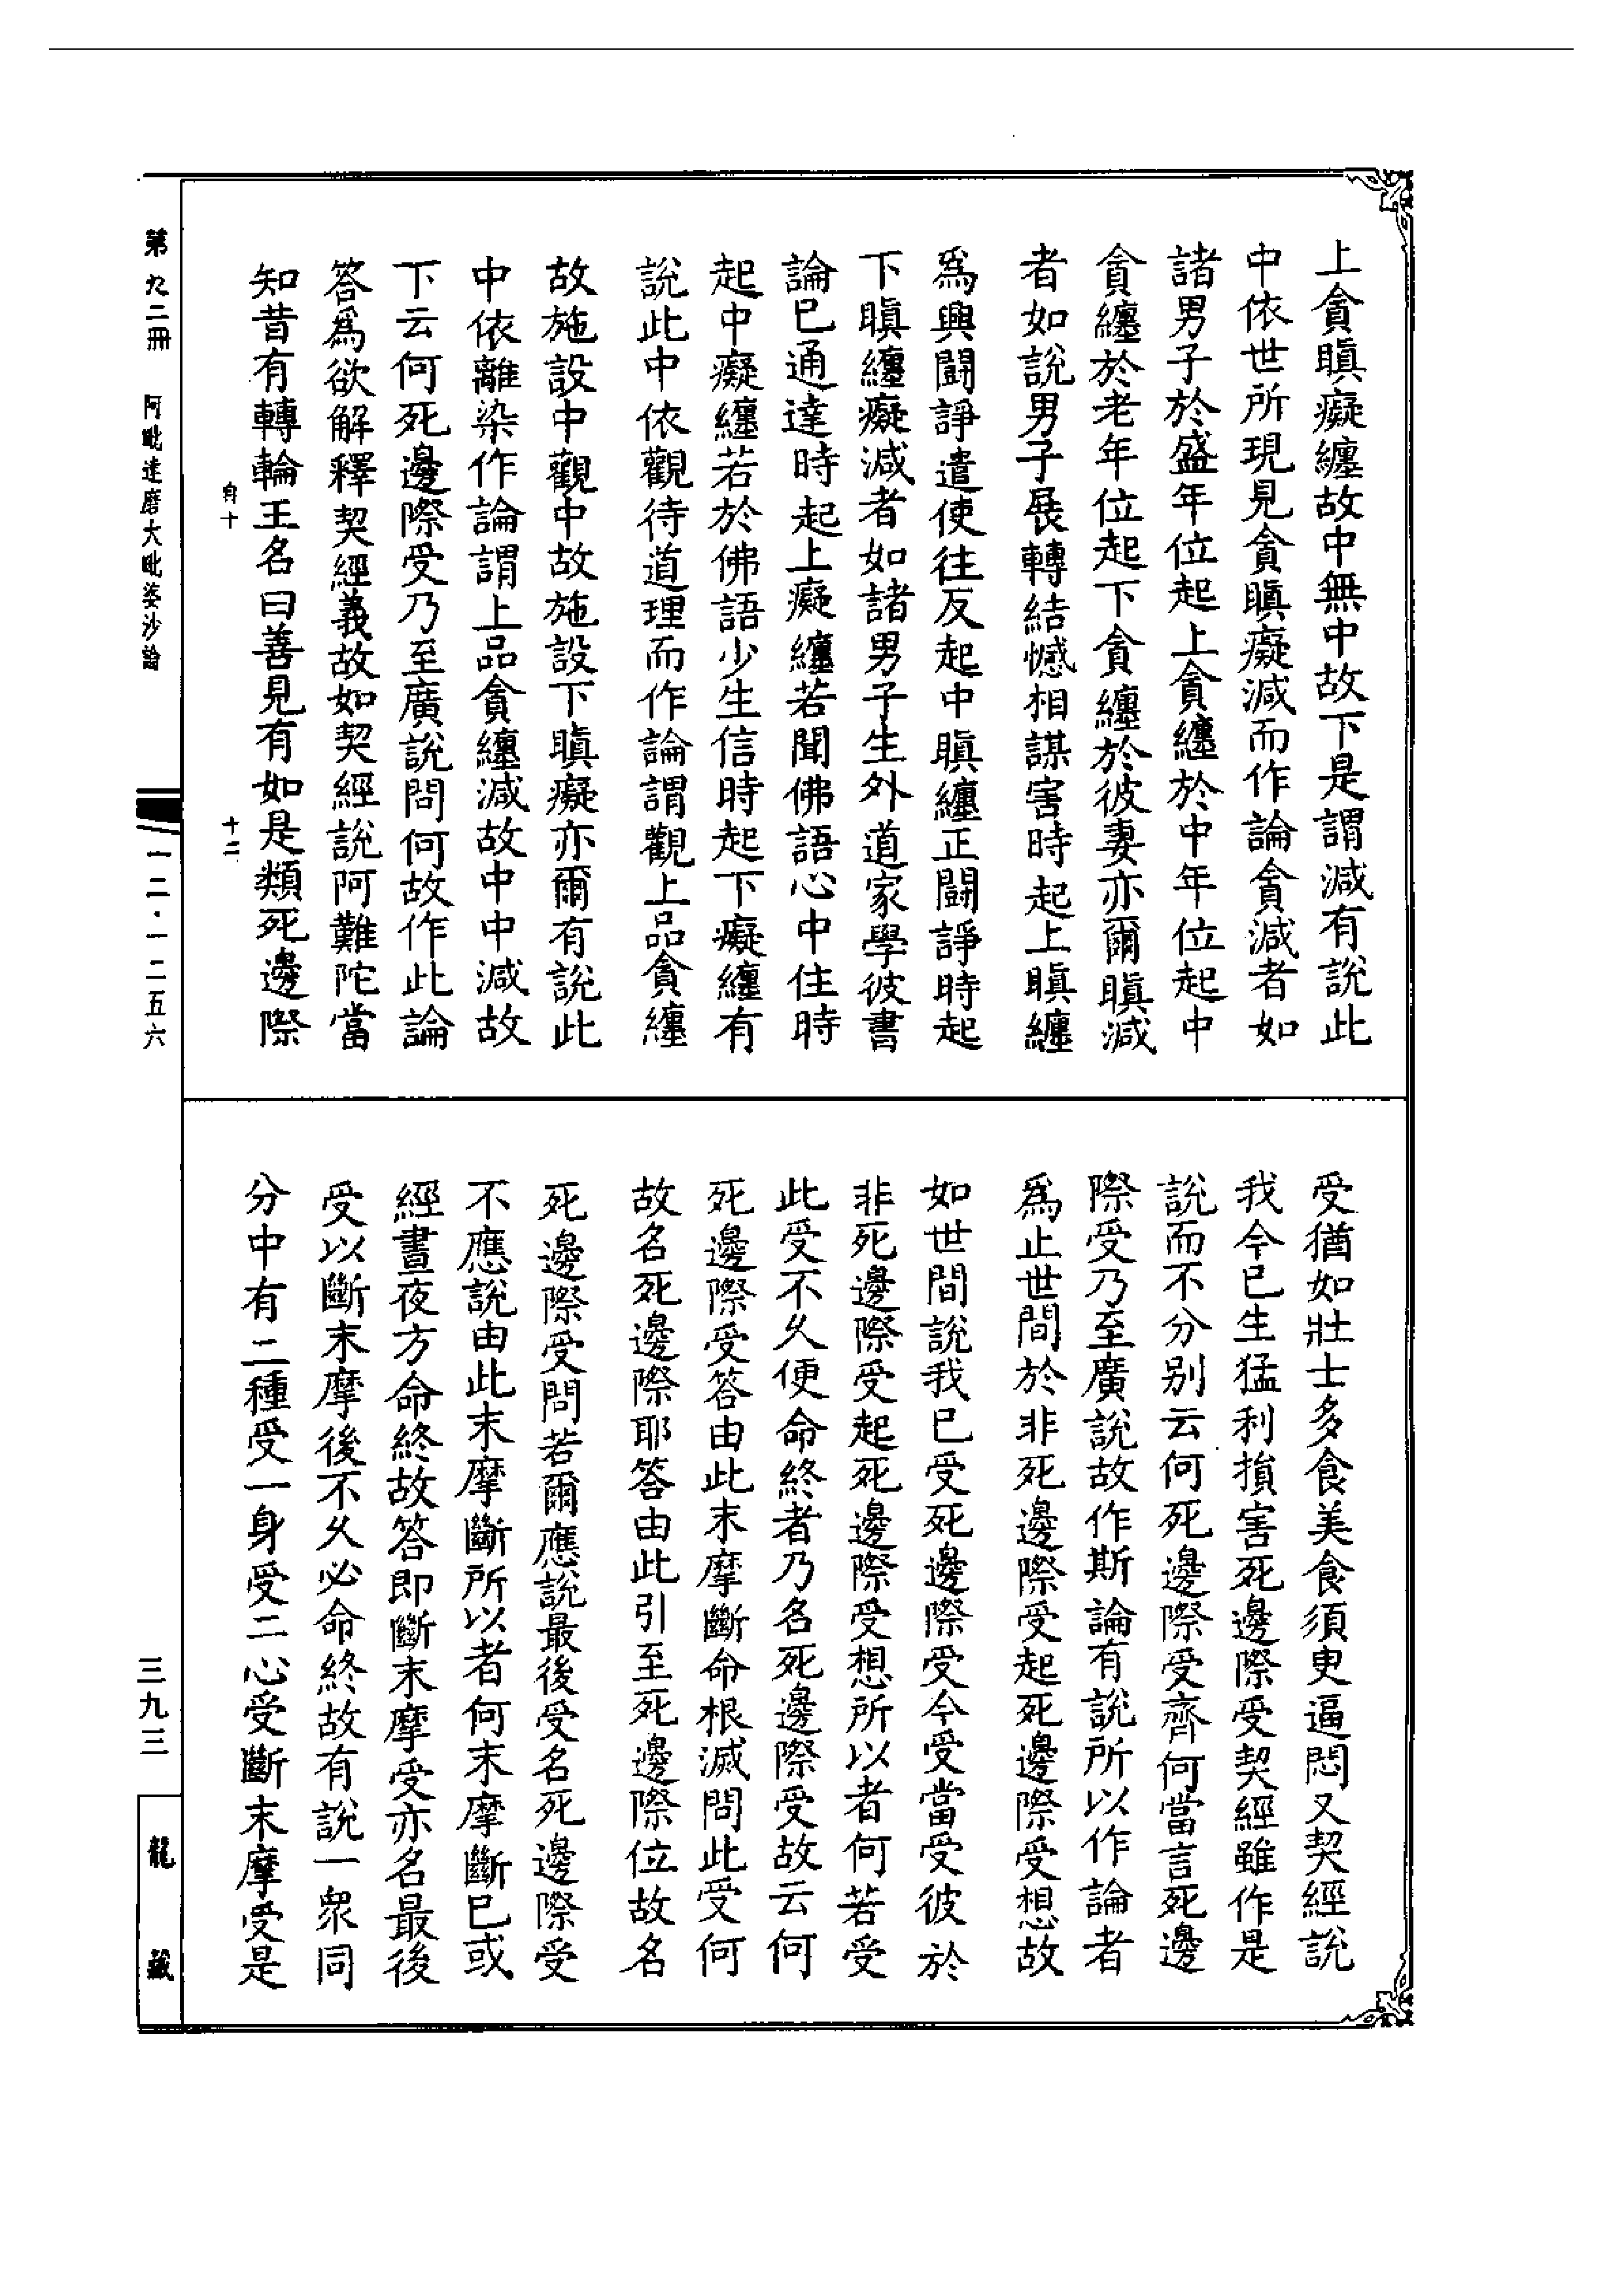 上貪瞋癡纏故中無中故下是謂減有說此
中依世所現見貪瞋癡減而作論貪減者如
諸男子於盛年位起上貪纏於中年位起中
貪纏於老年位起下貪纏於彼妻亦爾瞋減
者如說男子展轉結憾相謀害時起上瞋纏
爲興鬪諍遣使往反起中瞋纏正鬪諍時起
下瞋纏癡減者如諸男子生外道家學彼書
論已通達時起上癡纏若聞佛語心中住時
起中癡纏若於佛語少生信時起下癡纏有
說此中依觀待道理而作論謂觀上品貪纏
故施設中觀中故施設下瞋癡亦爾有說此
中依離染作論謂上品貪纏減故中中減故
下云何死邊際受乃至廣說問何故作此論
答爲欲解釋契經義故如契經說阿難陀當
知昔有轉輪王名曰善見有如是類死邊際
受猶如壯士多食美食須臾逼悶又契經說
我今已生猛利損害死邊際受契經雖作是
說而不分別云何死邊際受齊何當言死邊
際受乃至廣說故作斯論有說所以作論者
爲止世間於非死邊際受起死邊際受想故
如世間說我已受死邊際受今受當受彼於
非死邊際受起死邊際受想所以者何若受
此受不久便命終者乃名死邊際受故云何
死邊際受答由此末摩斷命根滅問此受何
故名死邊際耶答由此引至死邊際位故名
死邊際受問若爾應說最後受名死邊際受
不應說由此末摩斷所以者何末摩斷已或
經晝夜方命終故答即斷末摩受亦名最後
受以斷末摩後不久必命終故有說一眾同
分中有二種受一身受二心受斷末摩受是
第九二冊 阿毗達磨大毗婆沙論
一二·一二五六
三九三
龍藏
十二